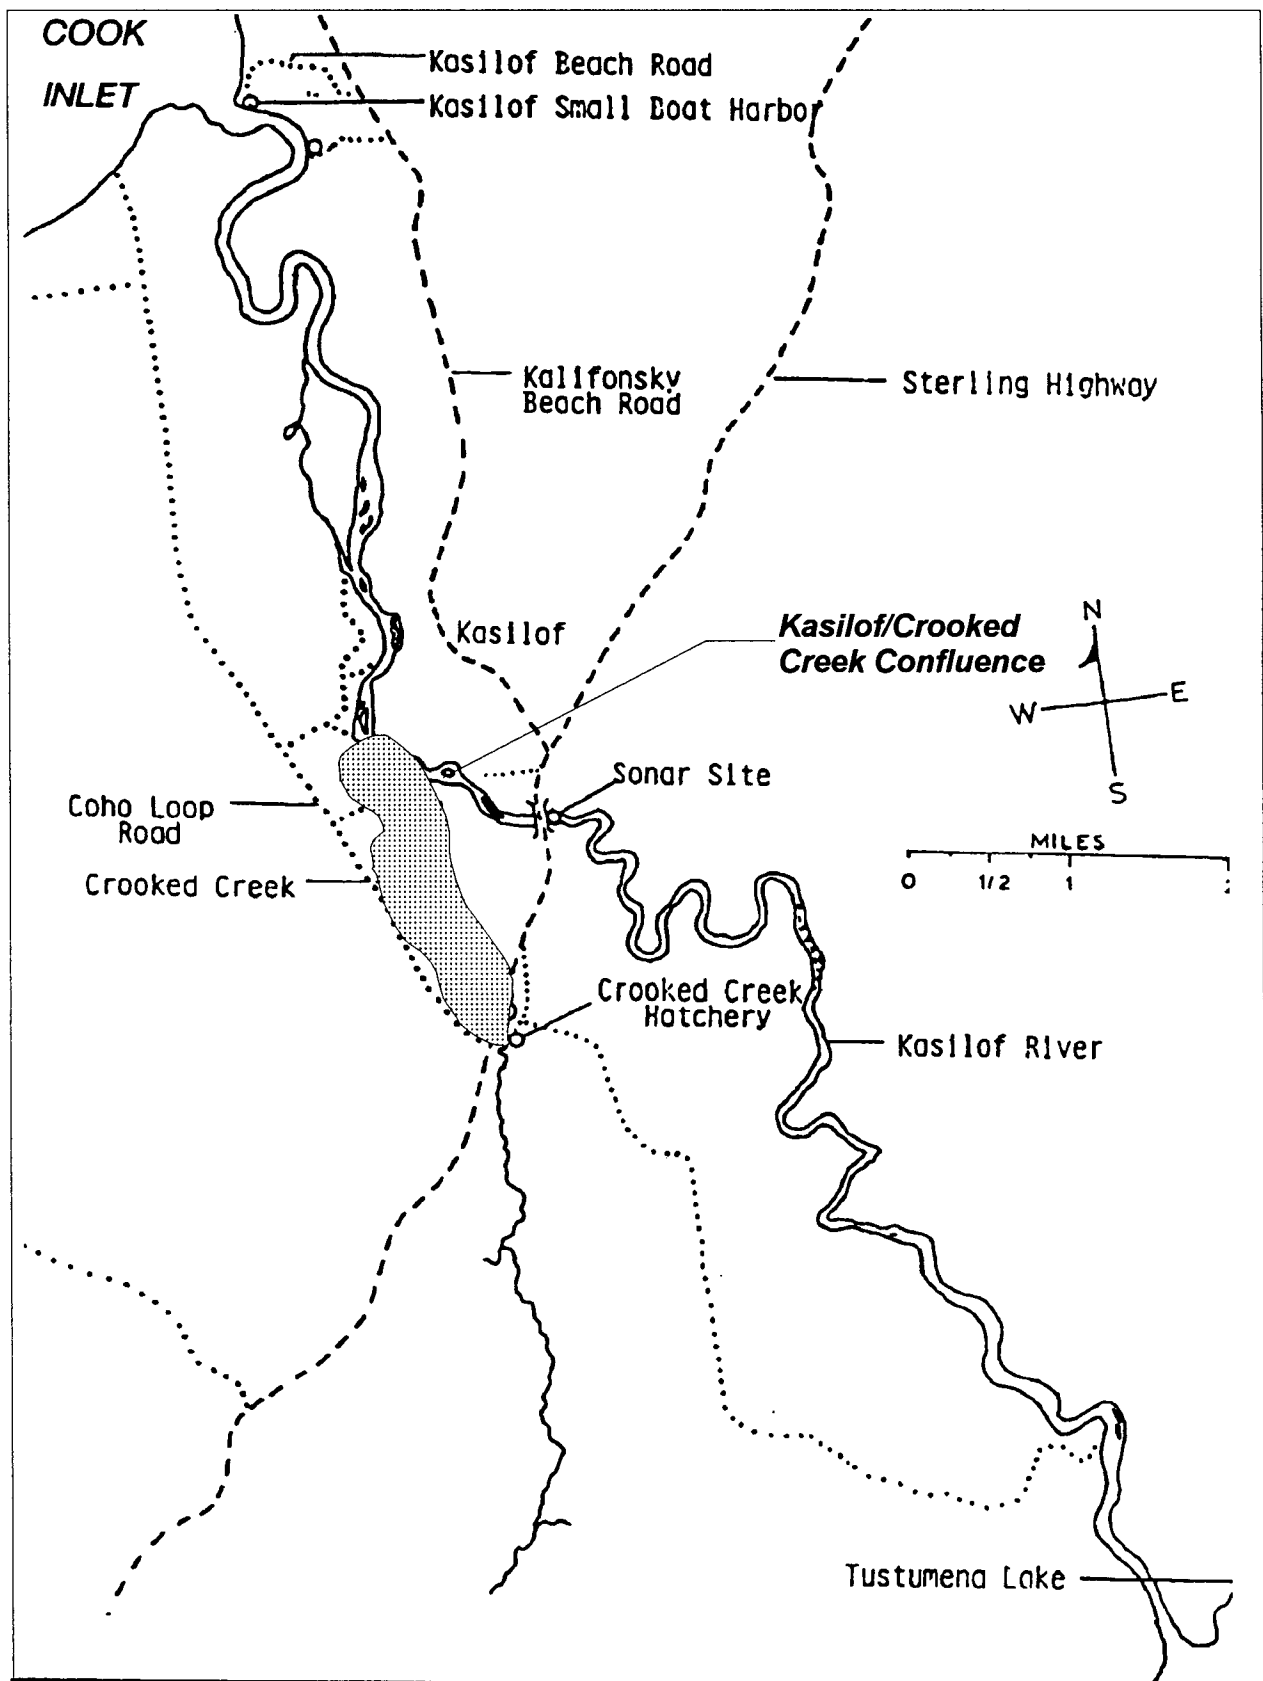 COOK
INLET
Kasilof Beach Road
Kasilof Small Boat Harbor
Kalifonsky
Beach Road
Sterling Highway
Kasilof
Kasilof/Crooked
Creek Confluence
N
W
E
S
Sonar Site
Coho Loop
Road
MILES
0 1/2 1
Crooked Creek
Crooked Creek
Hatchery
Kasilof River
Tustumena Lake